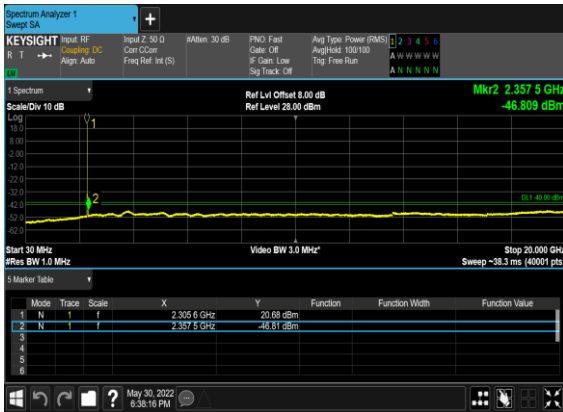 Spectrum Analyzer 1
Swept SA
+
KEYSIGHT Input: RF Input Z: 50 Ω #Atten: 30 dB PNO: Fast Avg Type: Power (RMS) 1 2 3 4 5 6
R T Coupling: DC Corr CCorr Gate: Off Avg|Hold: 100/100 A W W W W W
Align: Auto Freq Ref: Int (S) IF Gain: Low Trig: Free Run
LXI Sig Track: Off A N N N N N
1 Spectrum Ref Lvl Offset 8.00 dB Mkr2 2.357 5 GHz
Scale/Div 10 dB Ref Level 28.00 dBm -46.809 dBm
Log
1
18.0
8.00
-2.00
-12.0
-22.0
-32.0
2 DL1 -40.00 dBm
-42.0
-52.0
-62.0
Start 30 MHz Video BW 3.0 MHz* Stop 20.000 GHz
#Res BW 1.0 MHz Sweep ~38.3 ms (40001 pts)
5 Marker Table
Mode Trace Scale X Y Function Function Width Function Value
1 N 1 f 2.305 6 GHz 20.68 dBm
2 N 1 f 2.357 5 GHz -46.81 dBm
3
4
5
6
? May 30, 2022
6:38:16 PM